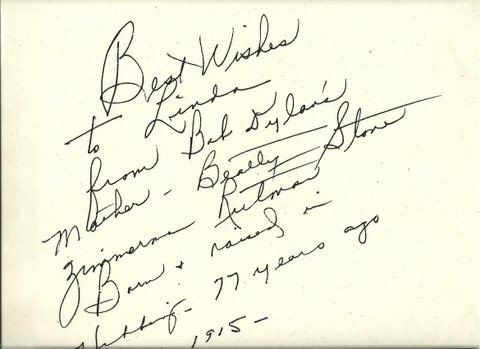 Best Wishes
to Linda
from Bob Dylan's
Mother - Beatty
Zimmerman Rutman Stone
Born + raised in
Hibbing - 77 years ago
1915 -